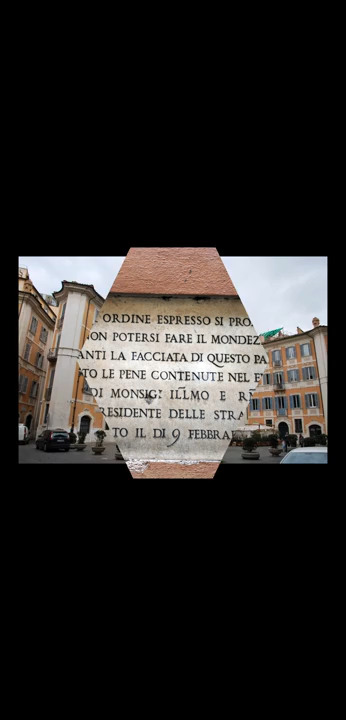 ORDINE ESPRESSO SI PRO
NON POTERSI FARE IL MONDEZ
ANTI LA FACCIATA DI QUESTO PA
TO LE PENE CONTENUTE NEL E
DI MONSIG: ILLMO E R
RESIDENTE DELLE STRA
TO IL DI 9 FEBBRA